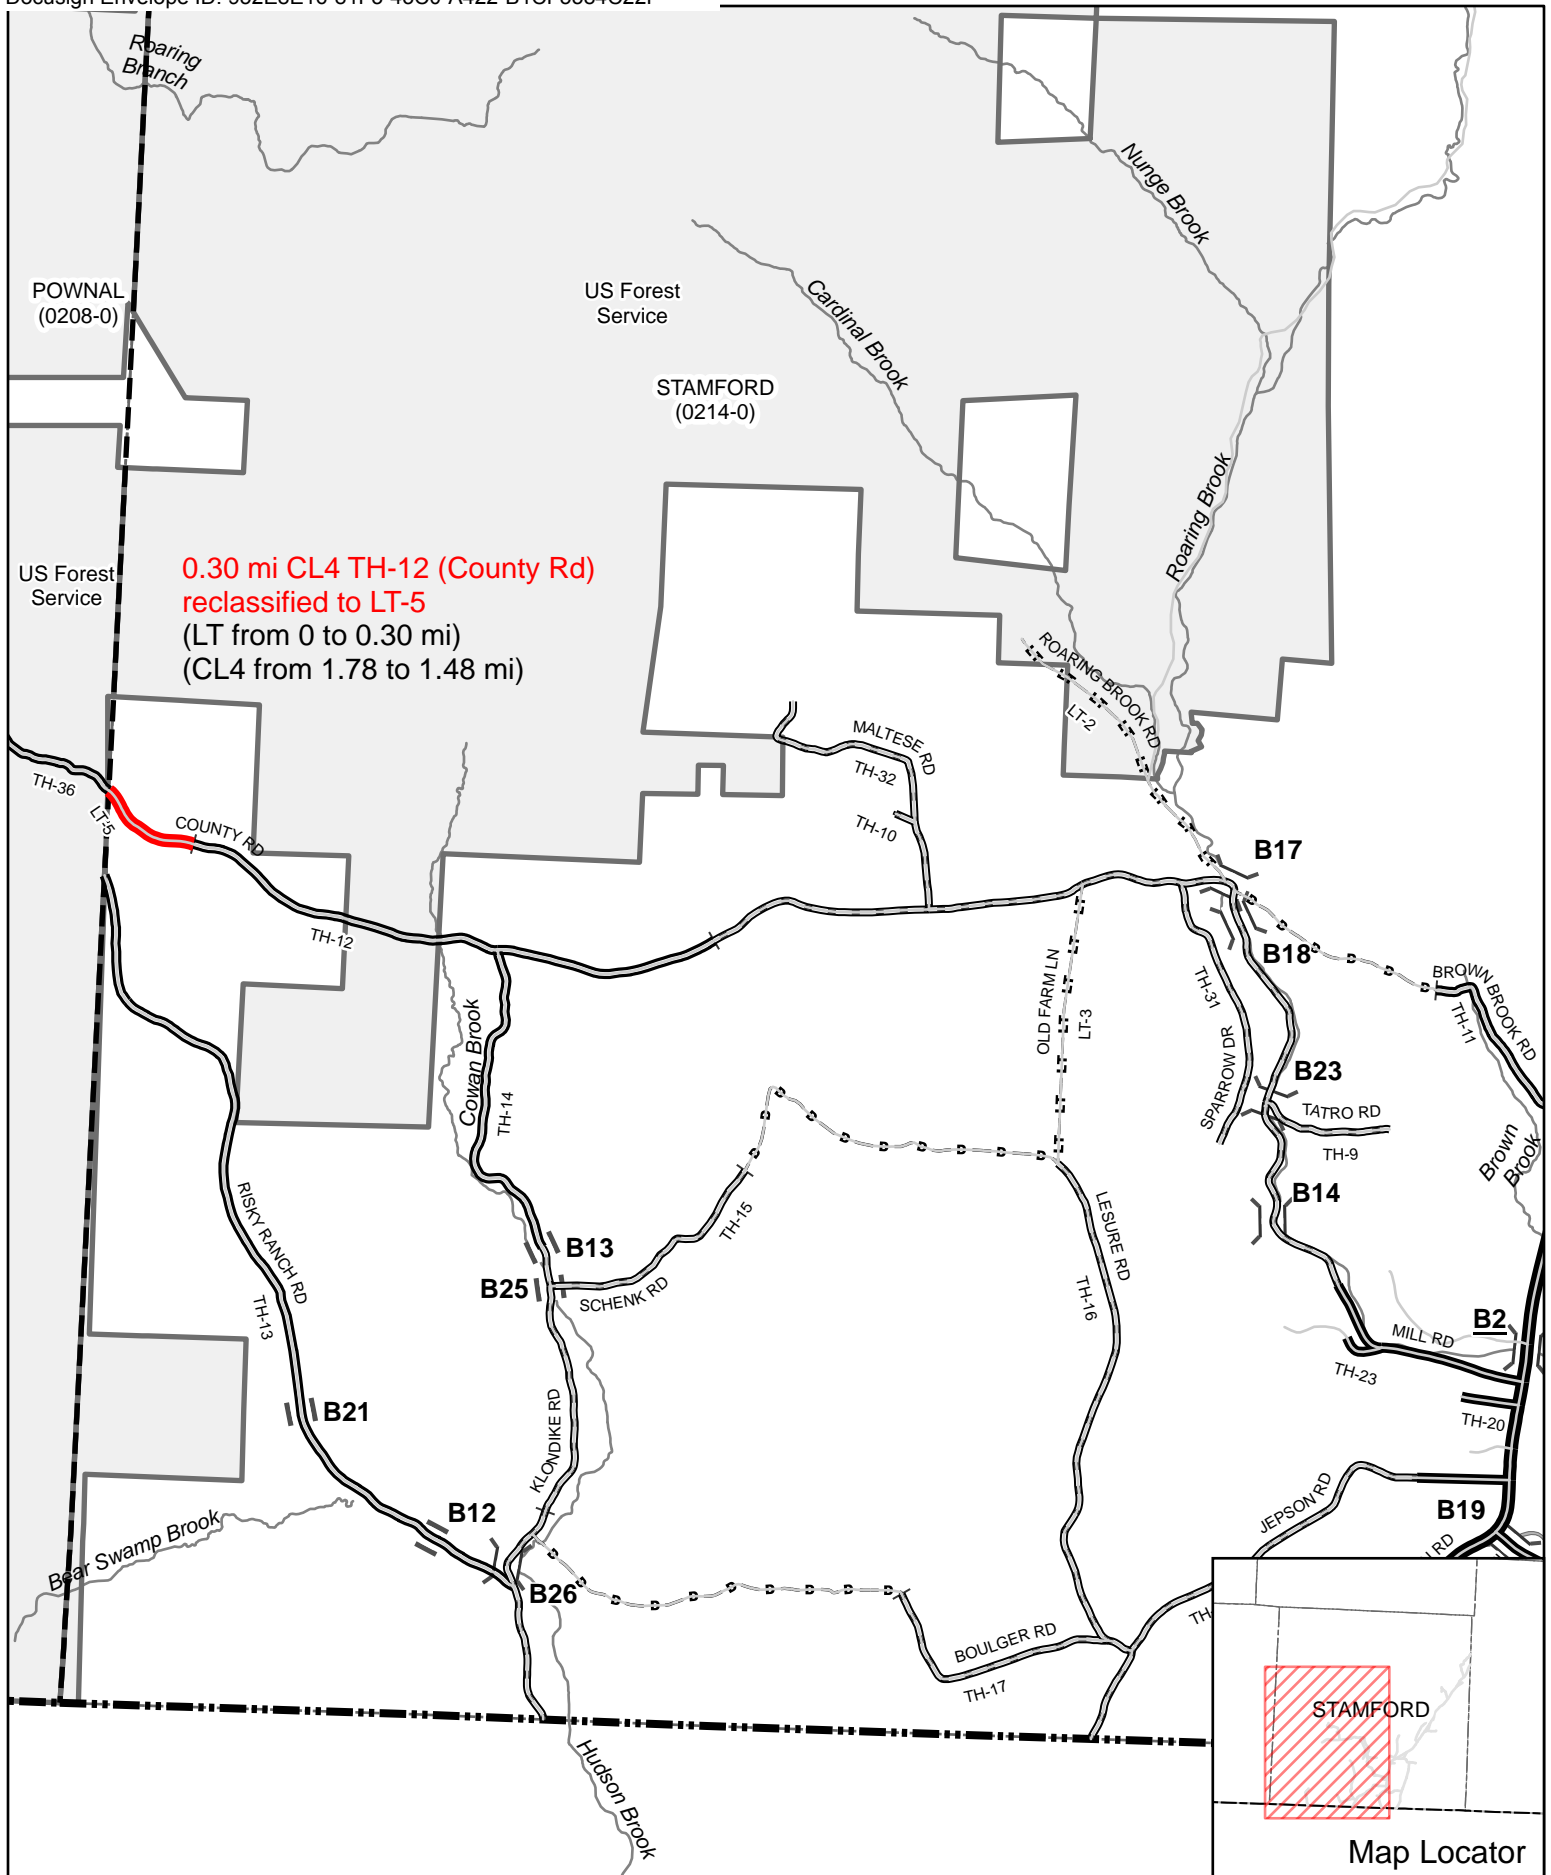 Roaring
Branch
Nunge Brook
POWNAL
(0208-0)
US Forest
Service
Cardinal Brook
STAMFORD
(0214-0)
Roaring Brook
US Forest
Service
0.30 mi CL4 TH-12 (County Rd)
reclassified to LT-5
(LT from 0 to 0.30 mi)
(CL4 from 1.78 to 1.48 mi)
ROARING BROOK RD
LT-2
MALTESE RD
TH-32
TH-36
LT-5
COUNTY RD
TH-10
B17
TH-12
B18
BROWN BROOK RD
TH-11
OLD FARM LN
LT-3
TH-31
SPARROW DR
Cowan Brook
TH-14
B23
TATRO RD
TH-9
Brown
Brook
B14
LESURE RD
TH-16
RISKY RANCH RD
TH-13
TH-15
B13
B25
SCHENK RD
B2
MILL RD
TH-23
TH-20
B21
KLONDIKE RD
JEPSON RD
B12
B19
RD
Bear Swamp Brook
B26
TH-
BOULGER RD
TH-17
Hudson Brook
STAMFORD
Map Locator